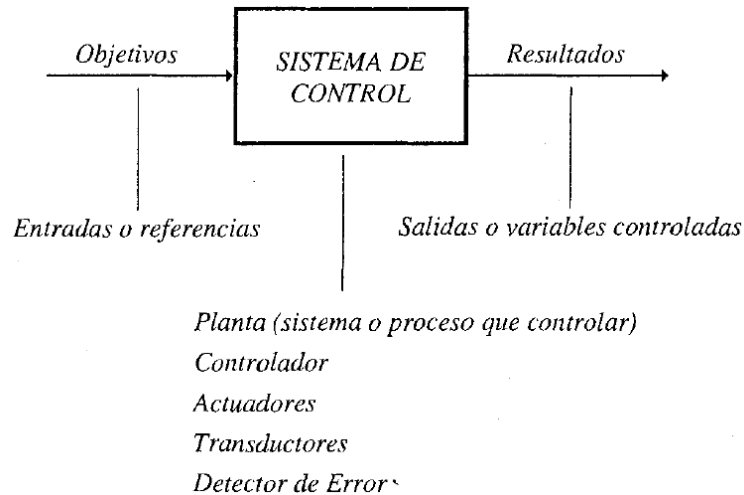 Objetivos
SISTEMA DE
CONTROL
Resultados
Entradas o referencias
Salidas o variables controladas
Planta (sistema o proceso que controlar)
Controlador
Actuadores
Transductores
Detector de Error